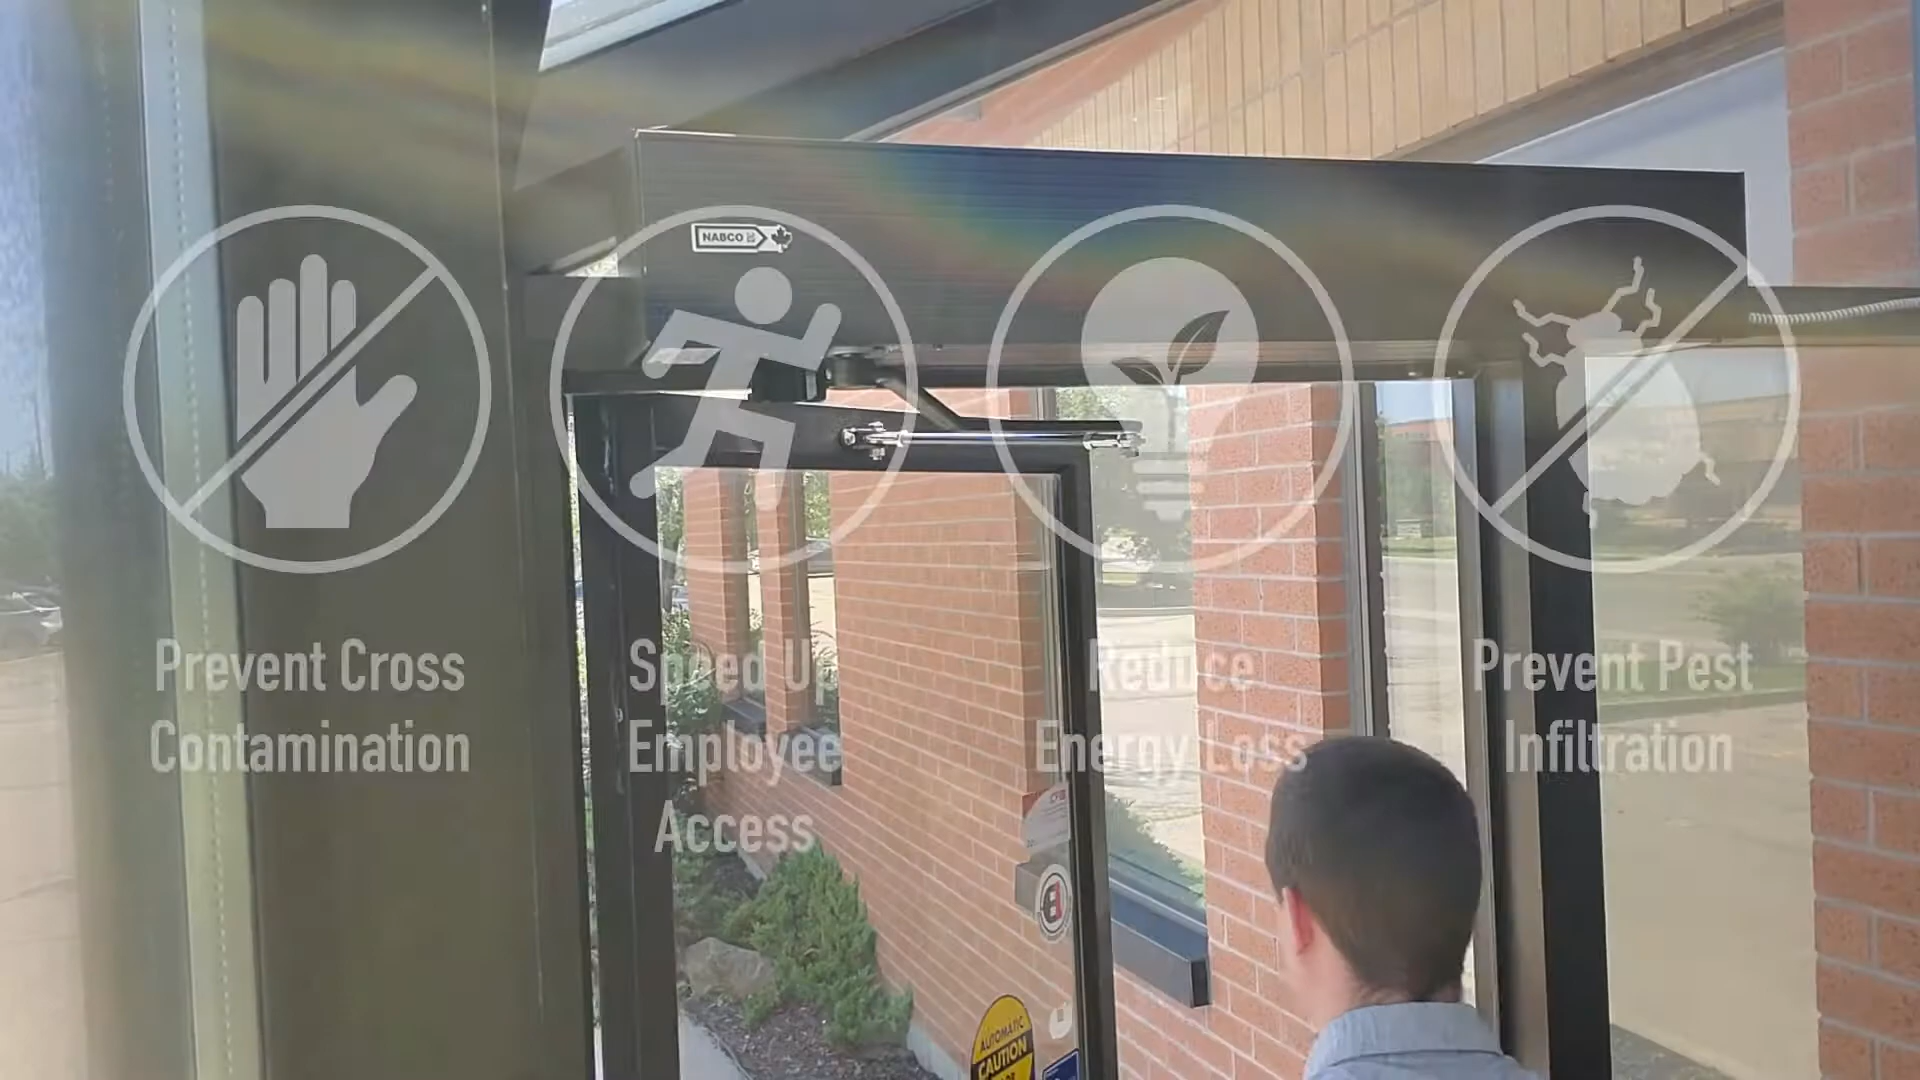 NABCO
Prevent Cross
Contamination
Speed Up
Employee
Access
Reduce
Energy Loss
Prevent Pest
Infiltration
AUTOMATIC
CAUTION